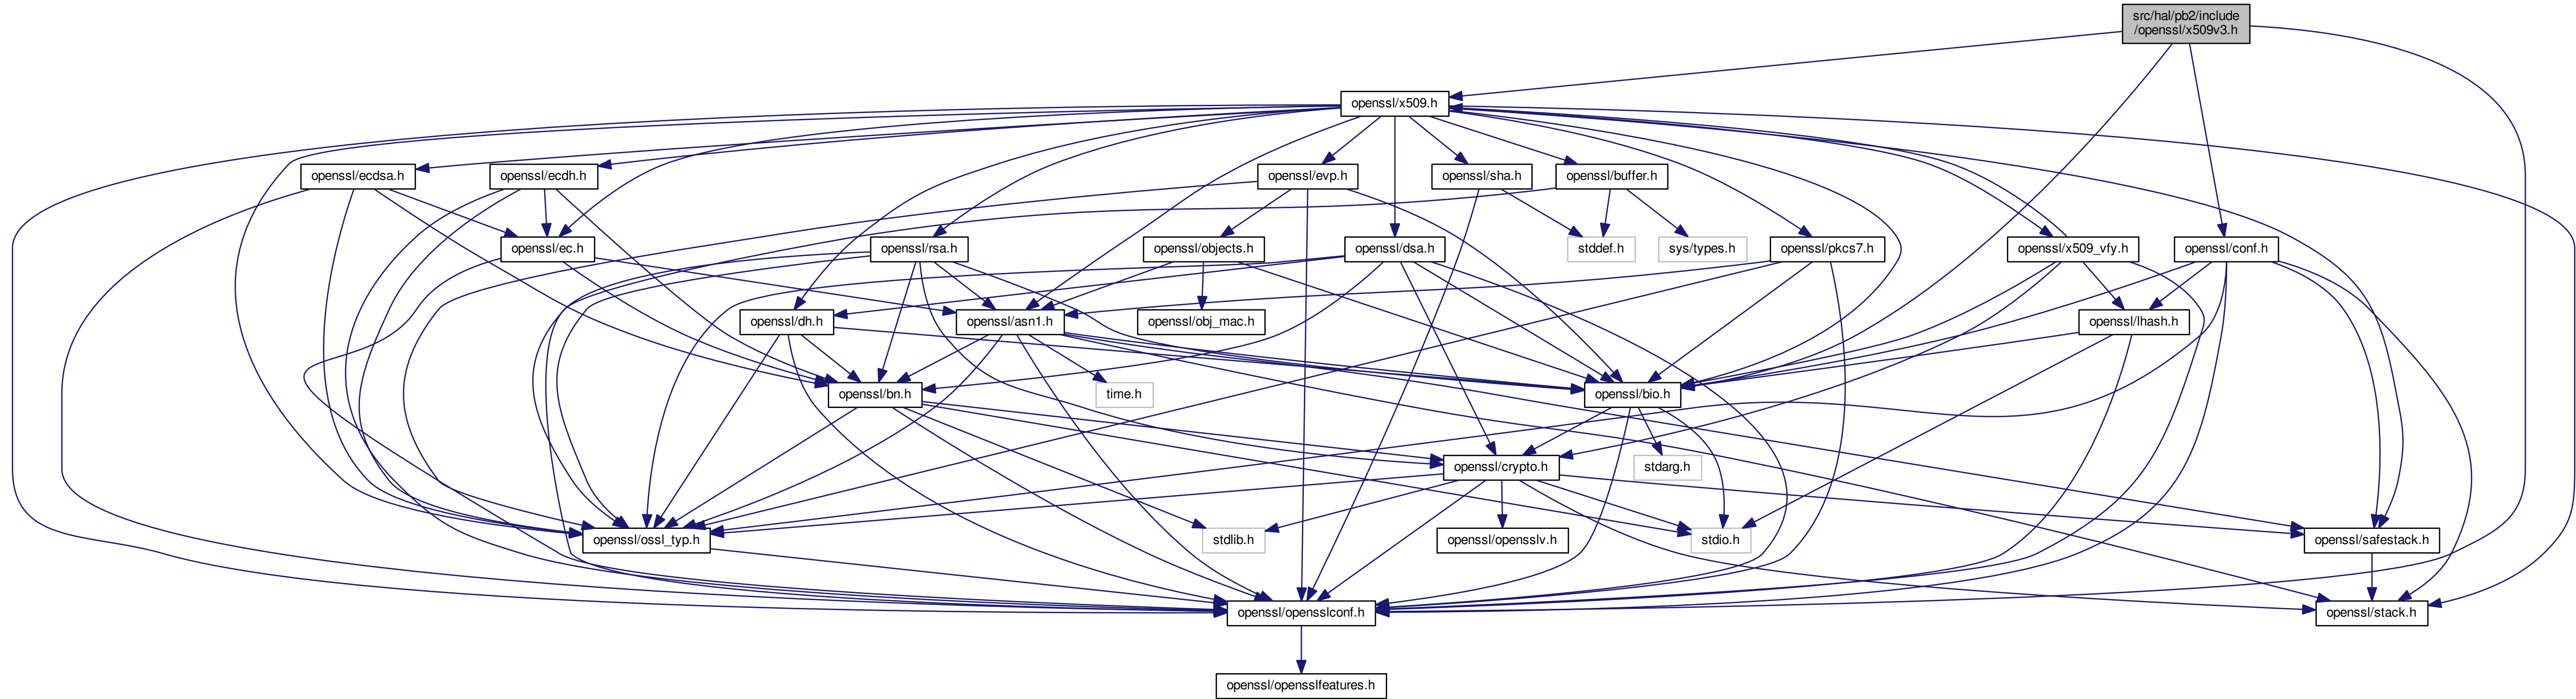 src/hal/pb2/include
/openssl/x509v3.h
openssl/x509.h
openssl/ecdsa.h
openssl/ecdh.h
openssl/evp.h
openssl/sha.h
openssl/buffer.h
openssl/ec.h
openssl/rsa.h
openssl/objects.h
openssl/dsa.h
stddef.h
sys/types.h
openssl/pkcs7.h
openssl/x509_vfy.h
openssl/conf.h
openssl/dh.h
openssl/asn1.h
openssl/obj_mac.h
openssl/lhash.h
openssl/bn.h
time.h
openssl/bio.h
openssl/crypto.h
stdarg.h
openssl/ossl_typ.h
stdlib.h
openssl/opensslv.h
stdio.h
openssl/safestack.h
openssl/opensslconf.h
openssl/stack.h
openssl/opensslfeatures.h